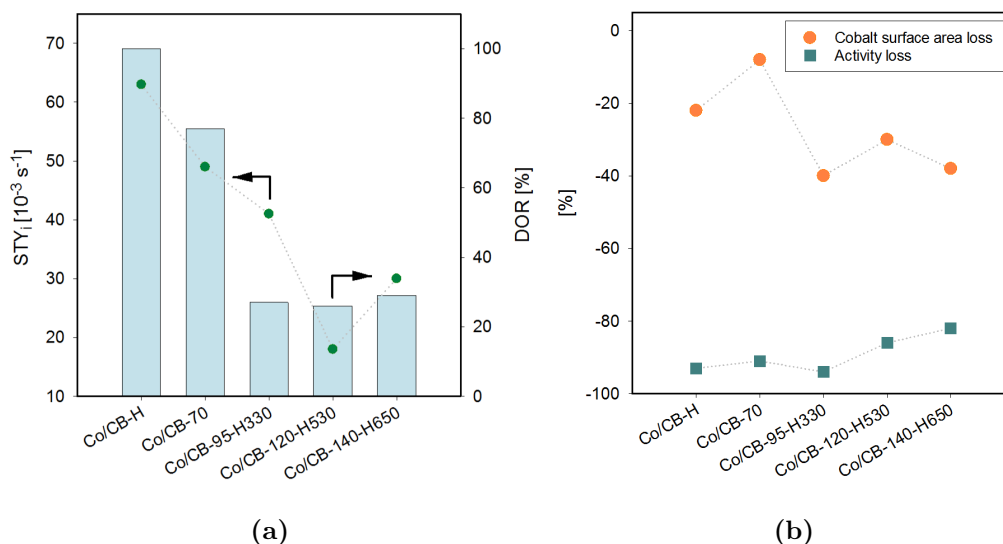 STYi [10-3 s-1]
70
60
50
40
30
20
10
DOR [%]
100
80
60
40
20
0
Co/CB-H
Co/CB-70
Co/CB-95-H330
Co/CB-120-H530
Co/CB-140-H650
(a)
[%]
0
-20
-40
-60
-80
-100
Cobalt surface area loss
Activity loss
Co/CB-H
Co/CB-70
Co/CB-95-H330
Co/CB-120-H530
Co/CB-140-H650
(b)